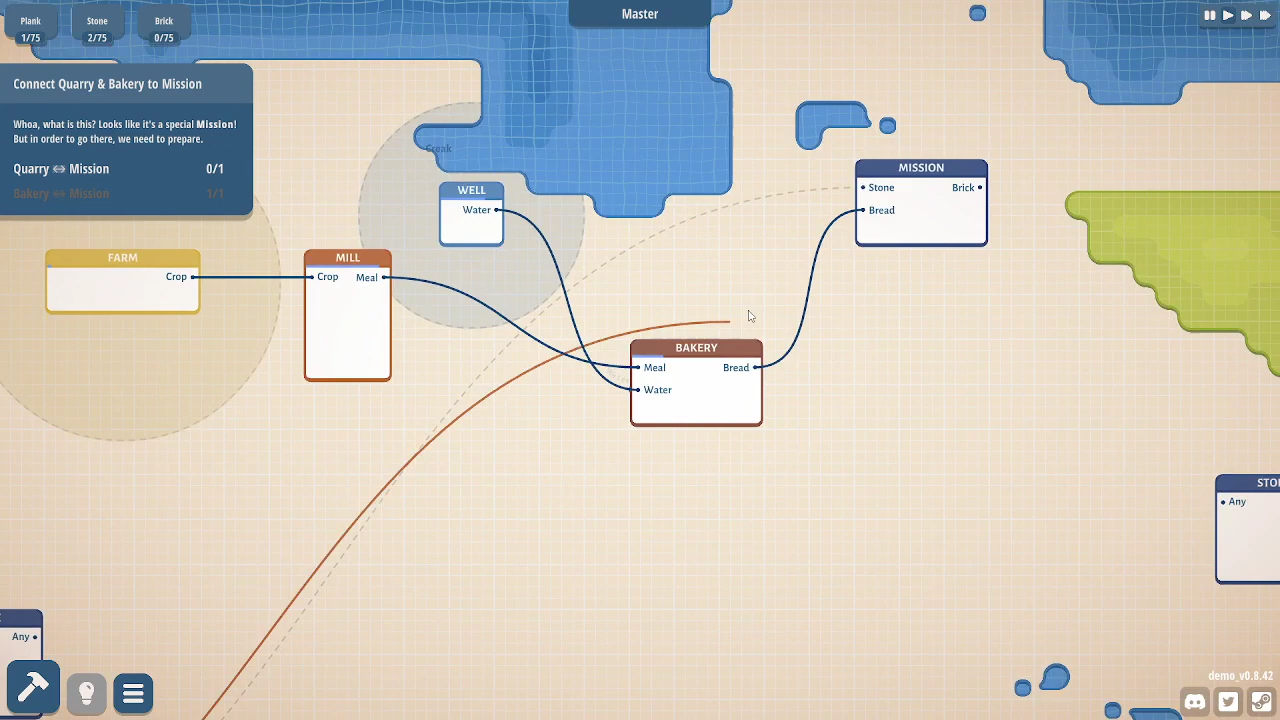 Plank
1/75
Stone
2/75
Brick
0/75
Master
Connect Quarry & Bakery to Mission
Whoa, what is this? Looks like it's a special Mission!
But in order to go there, we need to prepare.
Quarry ⇔ Mission 0/1
Bakery ⇔ Mission 1/1
Creak
WELL
Water
MISSION
Stone Brick
Bread
FARM
Crop
MILL
Crop Meal
BAKERY
Meal Bread
Water
Any
Any
demo_v0.8.42